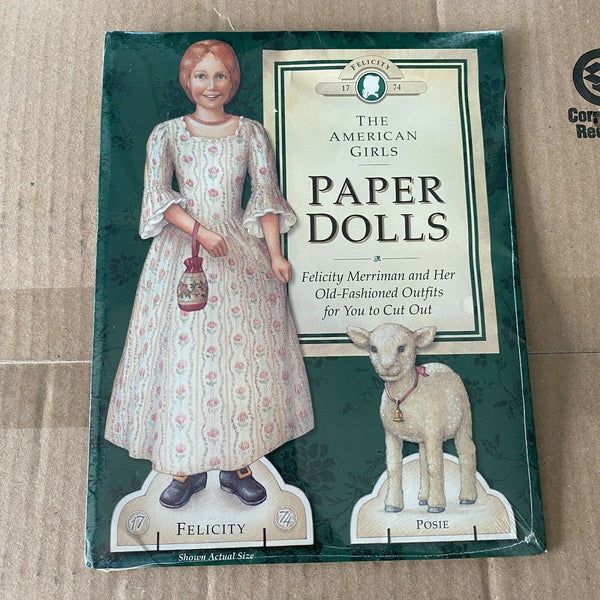 FELICITY
17 74
THE
AMERICAN
GIRLS
PAPER
DOLLS
Felicity Merriman and Her
Old-Fashioned Outfits
for You to Cut Out
17 FELICITY 74
POSIE
Shown Actual Size
Corr
Re